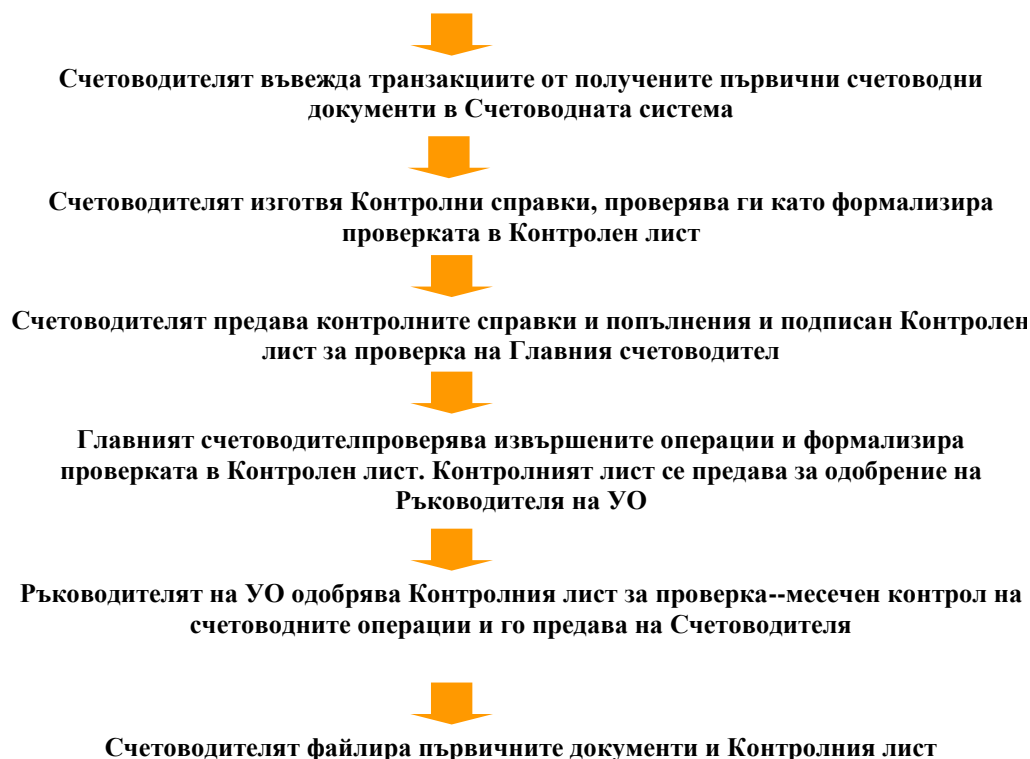 Счетоводителят въвежда транзакциите от получените първични счетоводни
документи в Счетоводната система
Счетоводителят изготвя Контролни справки, проверява ги като формализира
проверката в Контролен лист
Счетоводителят предава контролните справки и попълнения и подписан Контролен
лист за проверка на Главния счетоводител
Главният счетоводителпроверява извършените операции и формализира
проверката в Контролен лист. Контролният лист се предава за одобрение на
Ръководителя на УО
Ръководителят на УО одобрява Контролния лист за проверка--месечен контрол на
счетоводните операции и го предава на Счетоводителя
Счетоводителят файлира първичните документи и Контролния лист